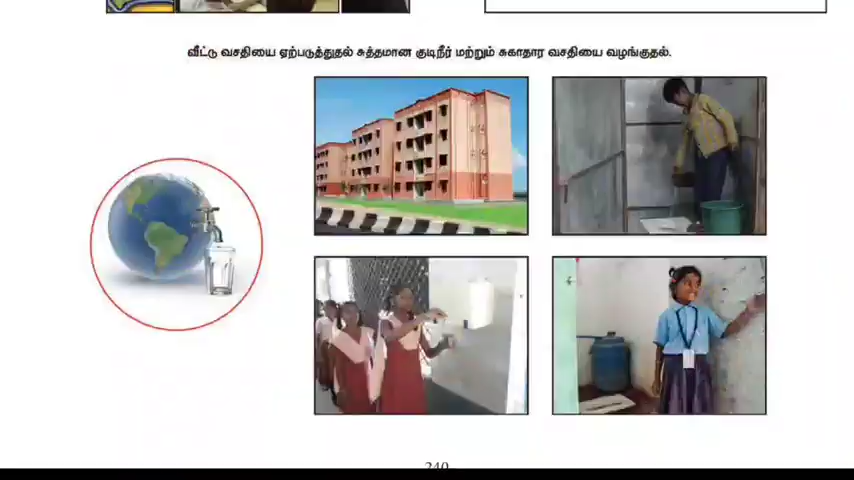 வீட்டு வசதியை ஏற்படுத்துதல் சுத்தமான குடிநீர் மற்றும் சுகாதார வசதியை வழங்குதல்.
240